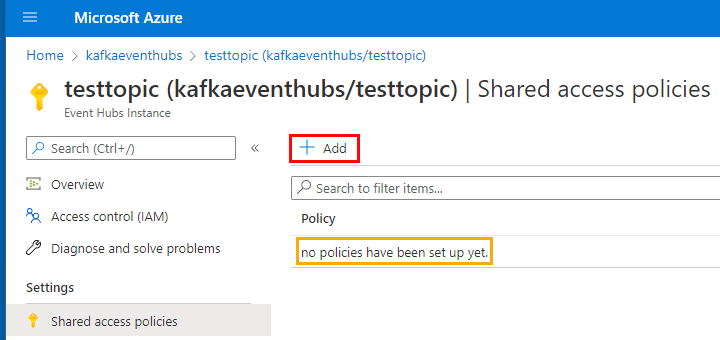 Microsoft Azure
Home > kafkaeventhubs > testtopic (kafkaeventhubs/testtopic)
testtopic (kafkaeventhubs/testtopic) | Shared access policies
Event Hubs Instance
Search (Ctrl+/)
«
Overview
Access control (IAM)
Diagnose and solve problems
Settings
Shared access policies
+ Add
Search to filter items...
Policy
no policies have been set up yet.